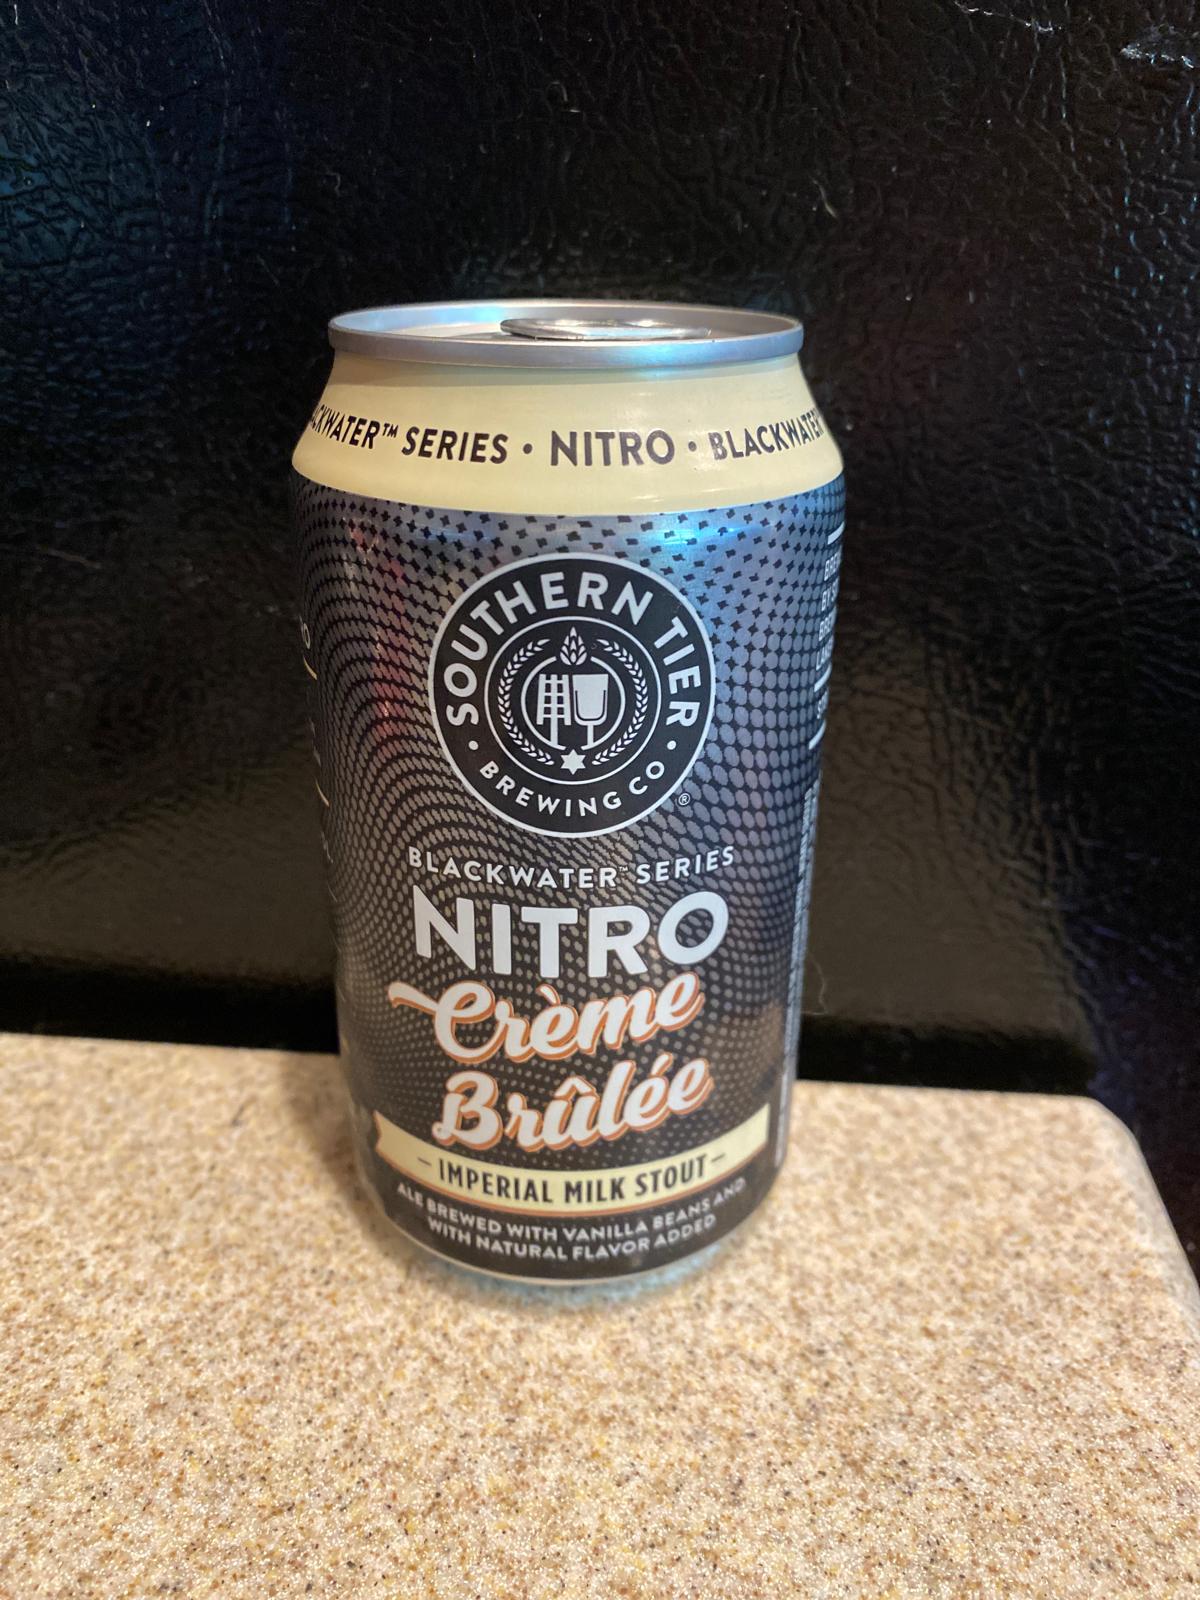 BLACKWATER™ SERIES • NITRO • BLACKWATER
SOUTHERN TIER
• BREWING CO •
®
BLACKWATER™ SERIES
NITRO
Crème
Brûlée
– IMPERIAL MILK STOUT –
ALE BREWED WITH VANILLA BEANS AND
WITH NATURAL FLAVOR ADDED